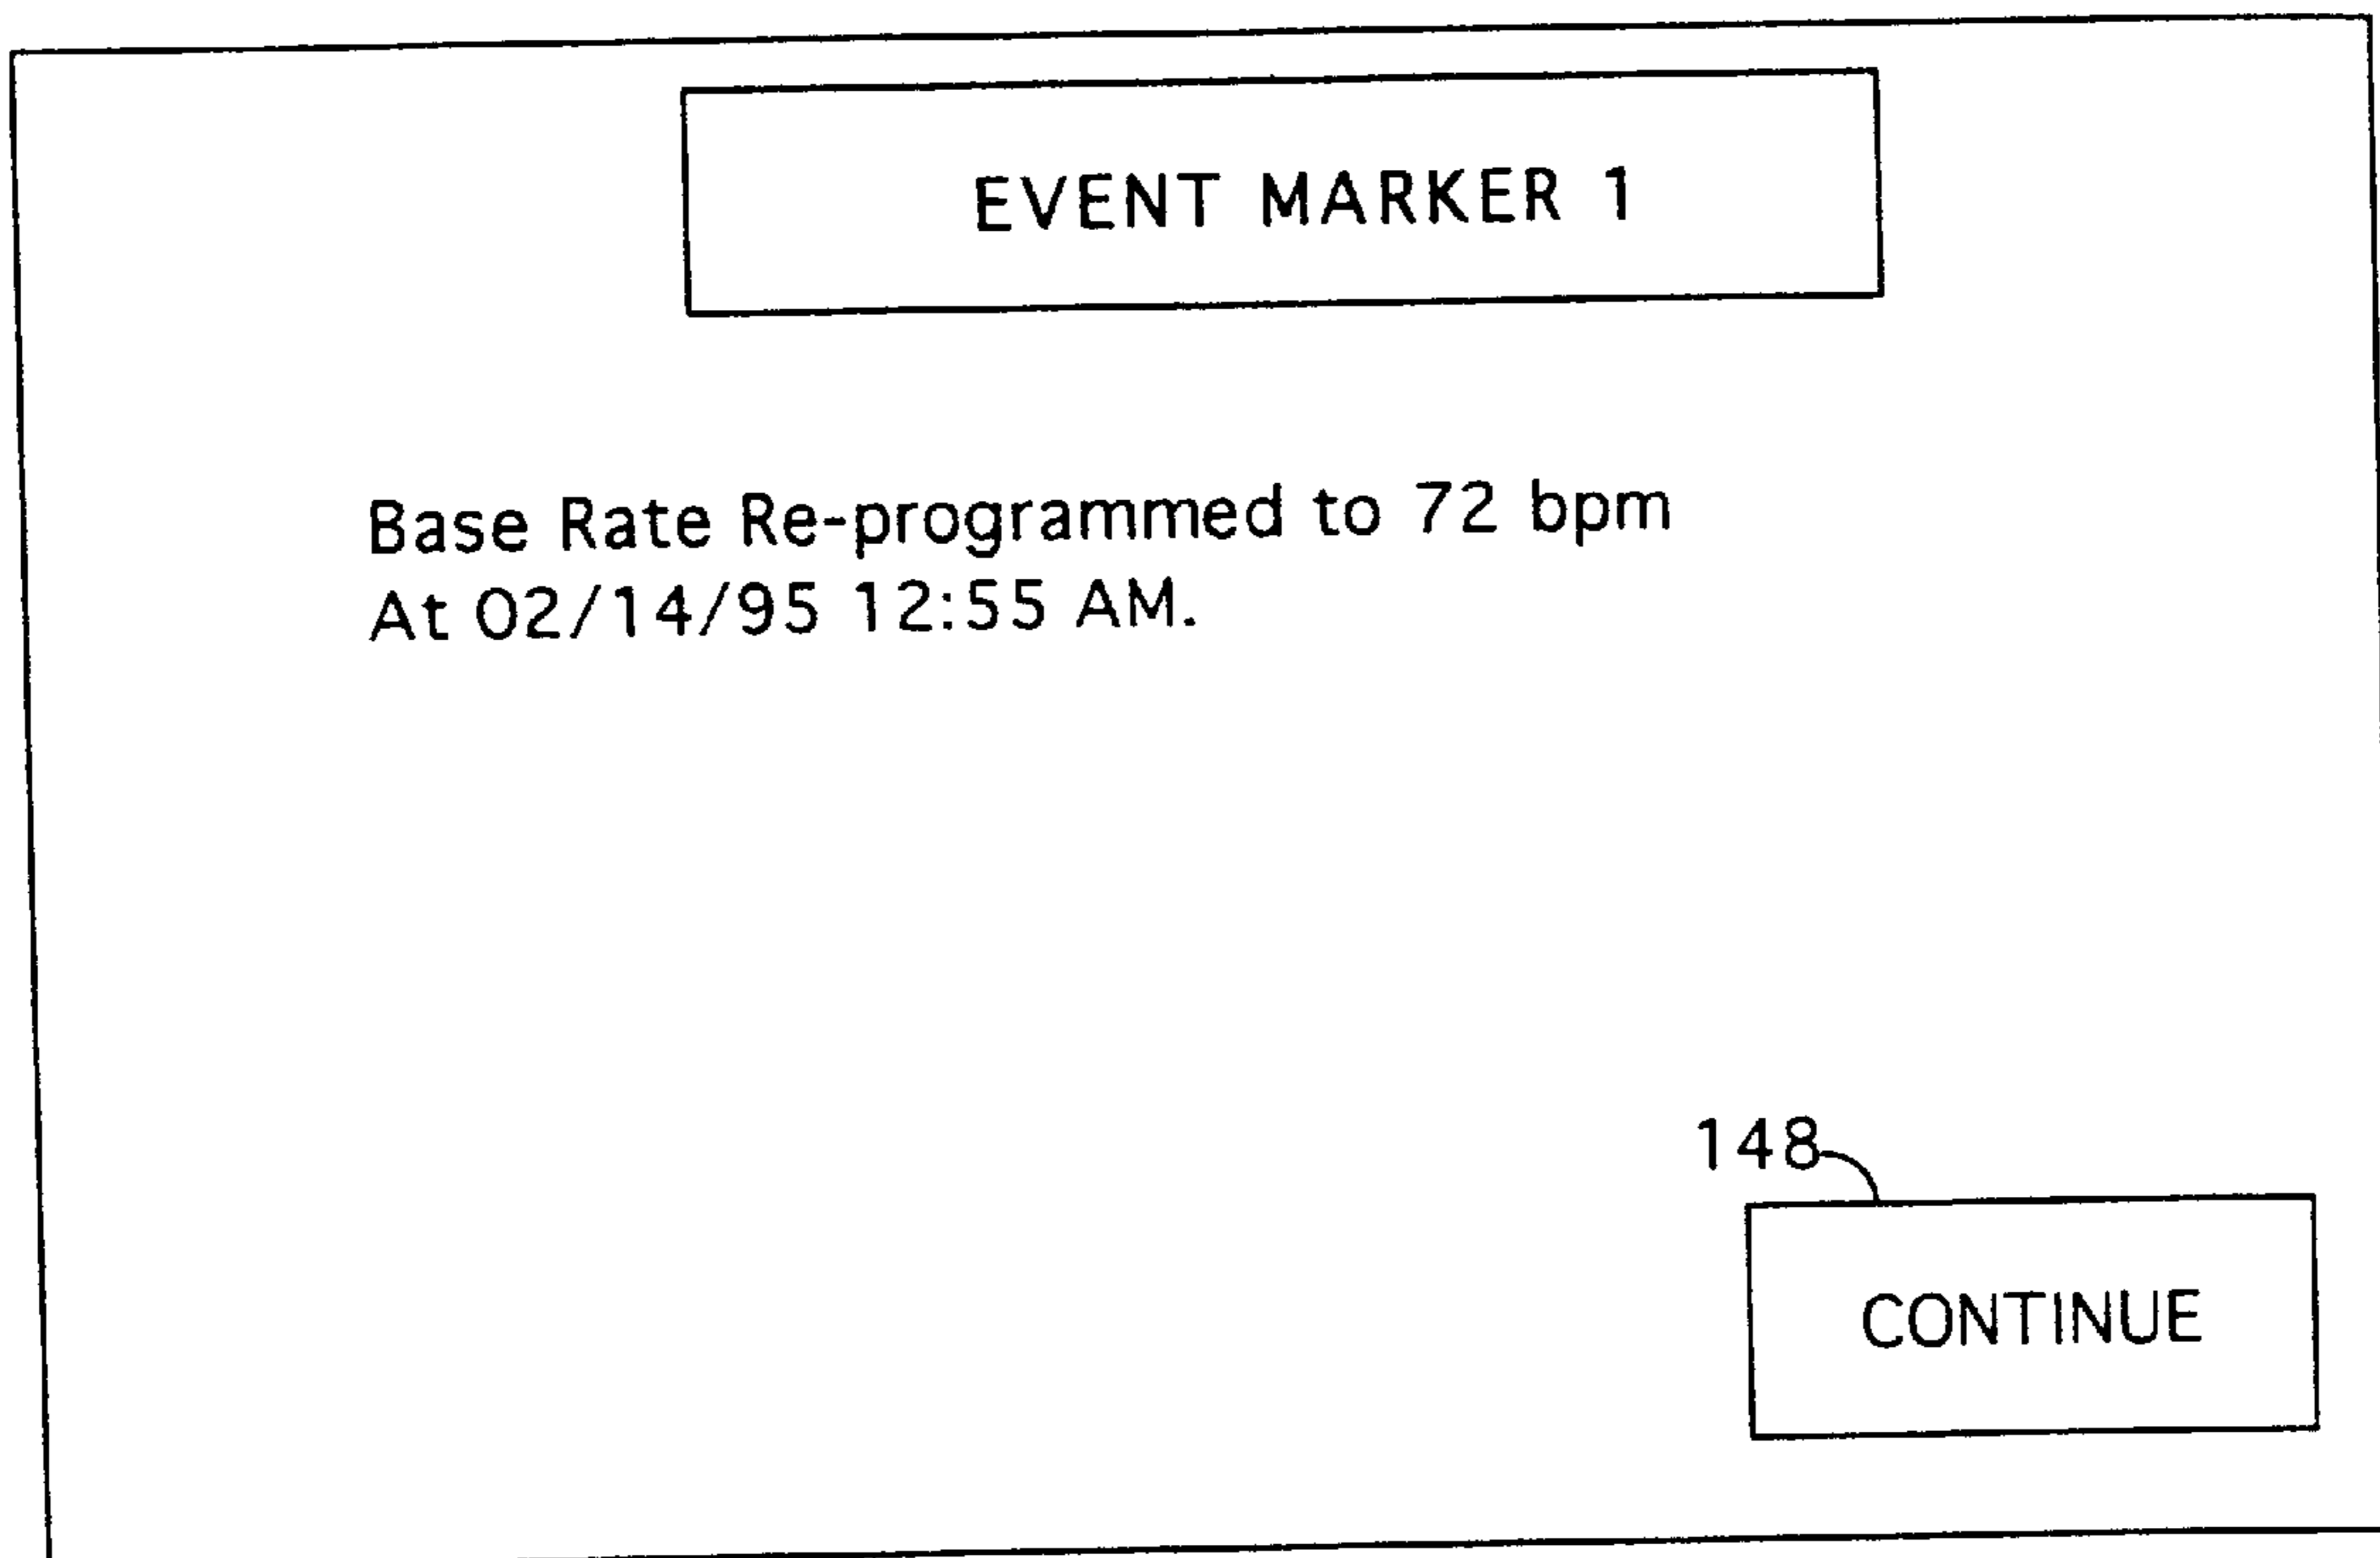 EVENT MARKER 1
Base Rate Re-programmed to 72 bpm
At 02/14/95 12:55 AM.
148
CONTINUE